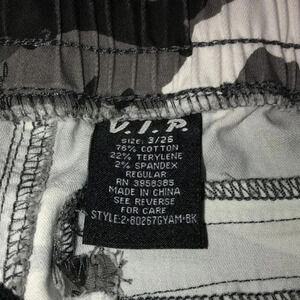 V.I.P.
SIZE: 3/26
76% COTTON
22% TERYLENE
2% SPANDEX
REGULAR
RN 3958385
MADE IN CHINA
SEE REVERSE
FOR CARE
STYLE:2-80267GYAM-BK